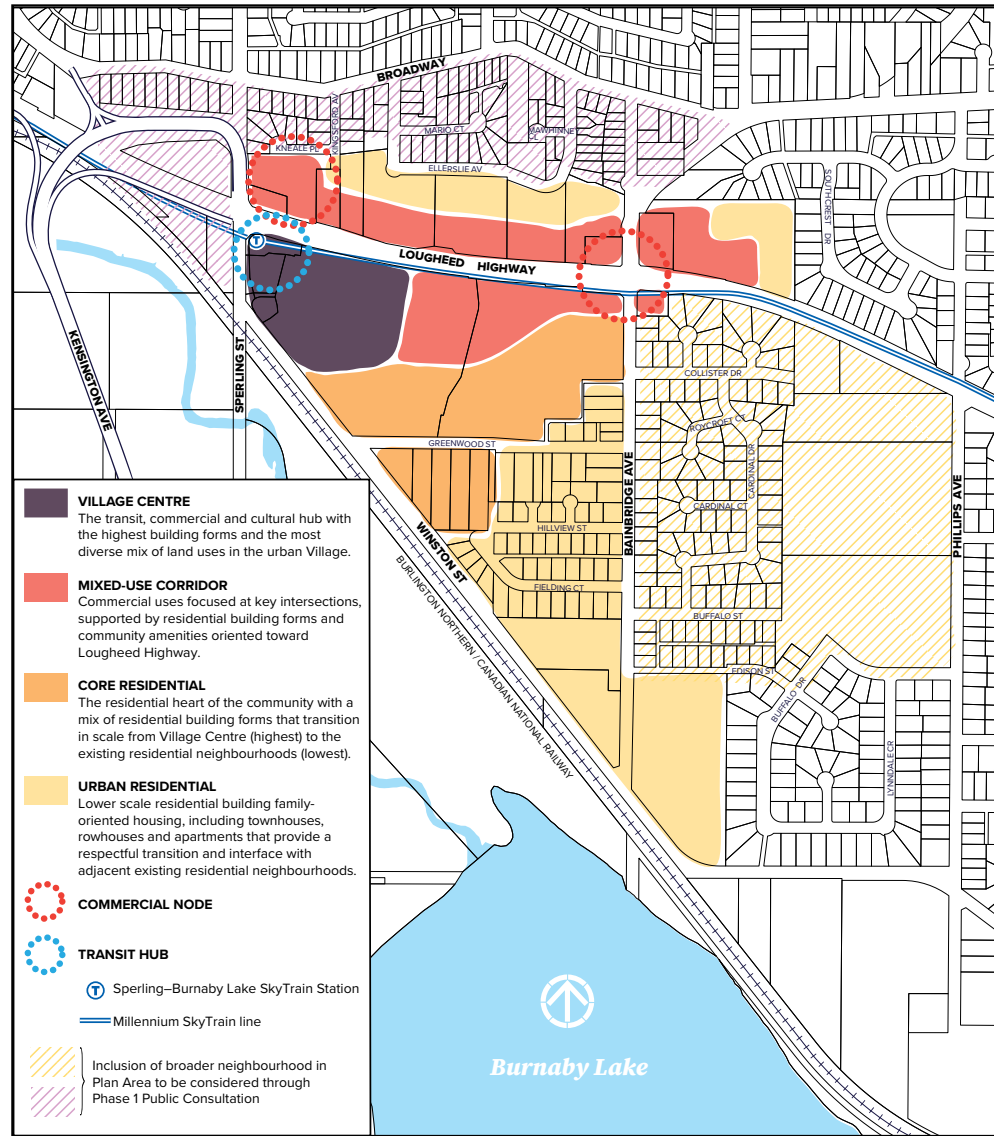 BROADWAY
KINGSFORD AV
MARIO CT
MAWHINNEY
KNEALE PL
ELLERSLIE AV
SOUTHCREST DR
T
LOUGHEED HIGHWAY
KENSINGTON AVE
SPERLING ST
COLLISTER DR
ROYCROFT CT
CARDINAL DR
GREENWOOD ST
BAINBRIDGE AVE
PHILLIPS AVE
CARDINAL CT
HILLVIEW ST
WINSTON ST
FIELDING CT
BURLINGTON NORTHERN / CANADIAN NATIONAL RAILWAY
BUFFALO ST
EDISON ST
BUFFALO DR
LYNNDALE CR
VILLAGE CENTRE
The transit, commercial and cultural hub with
the highest building forms and the most
diverse mix of land uses in the urban Village.
MIXED-USE CORRIDOR
Commercial uses focused at key intersections,
supported by residential building forms and
community amenities oriented toward
Lougheed Highway.
CORE RESIDENTIAL
The residential heart of the community with a
mix of residential building forms that transition
in scale from Village Centre (highest) to the
existing residential neighbourhoods (lowest).
URBAN RESIDENTIAL
Lower scale residential building family-
oriented housing, including townhouses,
rowhouses and apartments that provide a
respectful transition and interface with
adjacent existing residential neighbourhoods.
COMMERCIAL NODE
TRANSIT HUB
T Sperling–Burnaby Lake SkyTrain Station
Millennium SkyTrain line
Inclusion of broader neighbourhood in
Plan Area to be considered through
Phase 1 Public Consultation
Burnaby Lake